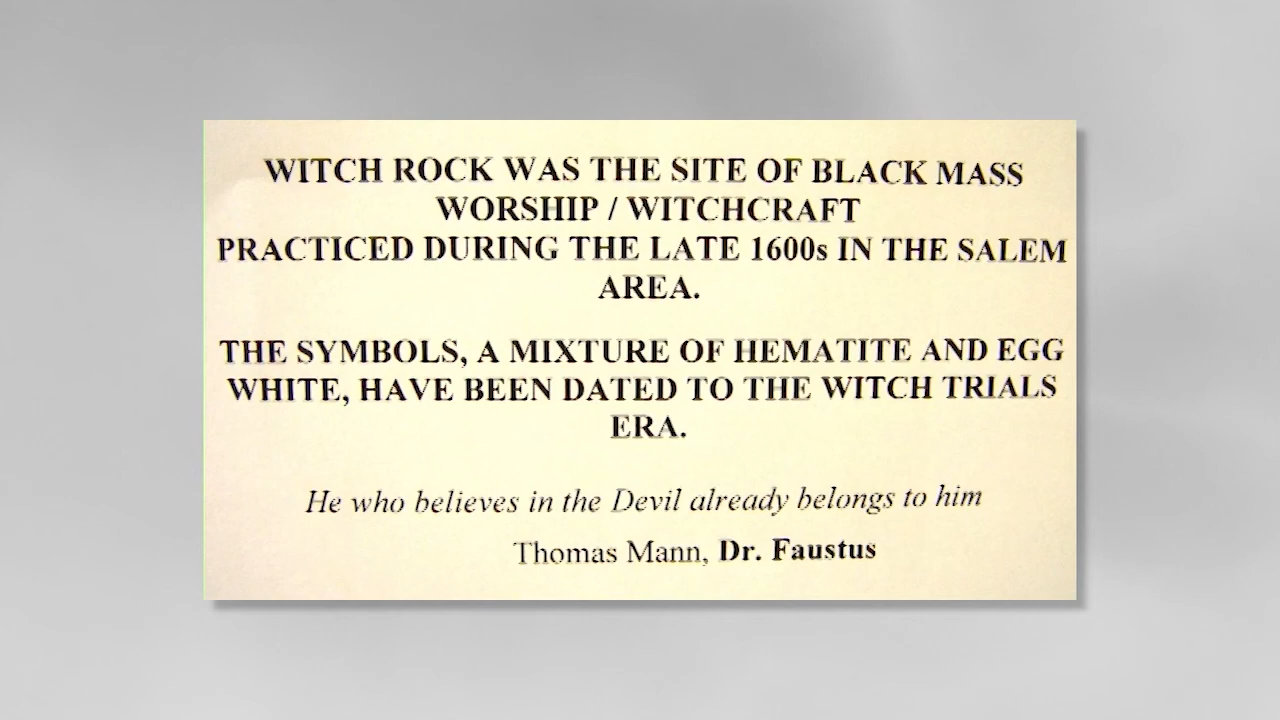 WITCH ROCK WAS THE SITE OF BLACK MASS
WORSHIP / WITCHCRAFT
PRACTICED DURING THE LATE 1600s IN THE SALEM
AREA.
THE SYMBOLS, A MIXTURE OF HEMATITE AND EGG
WHITE, HAVE BEEN DATED TO THE WITCH TRIALS
ERA.
He who believes in the Devil already belongs to him
Thomas Mann, Dr. Faustus